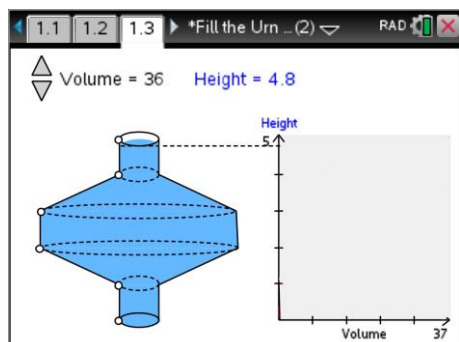 1.1 1.2 1.3 *Fill the Urn ...(2) RAD
Volume = 36 Height = 4.8
Height
5
Volume 37